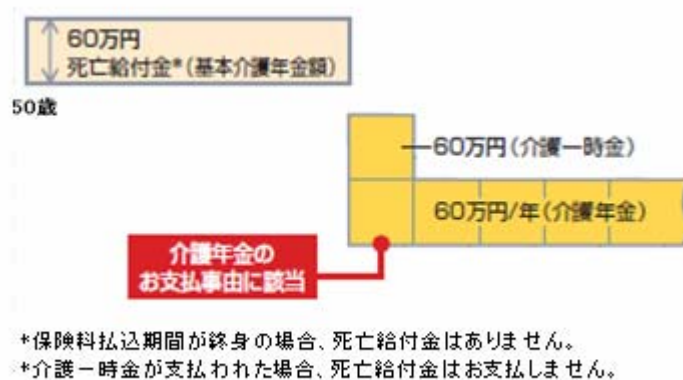 60万円
死亡給付金*(基本介護年金額)
50歳
60万円(介護一時金)
60万円/年(介護年金)
介護年金の
お支払事由に該当
*保険料払込期間が終身の場合、死亡給付金はありません。
*介護一時金が支払われた場合、死亡給付金はお支払しません。